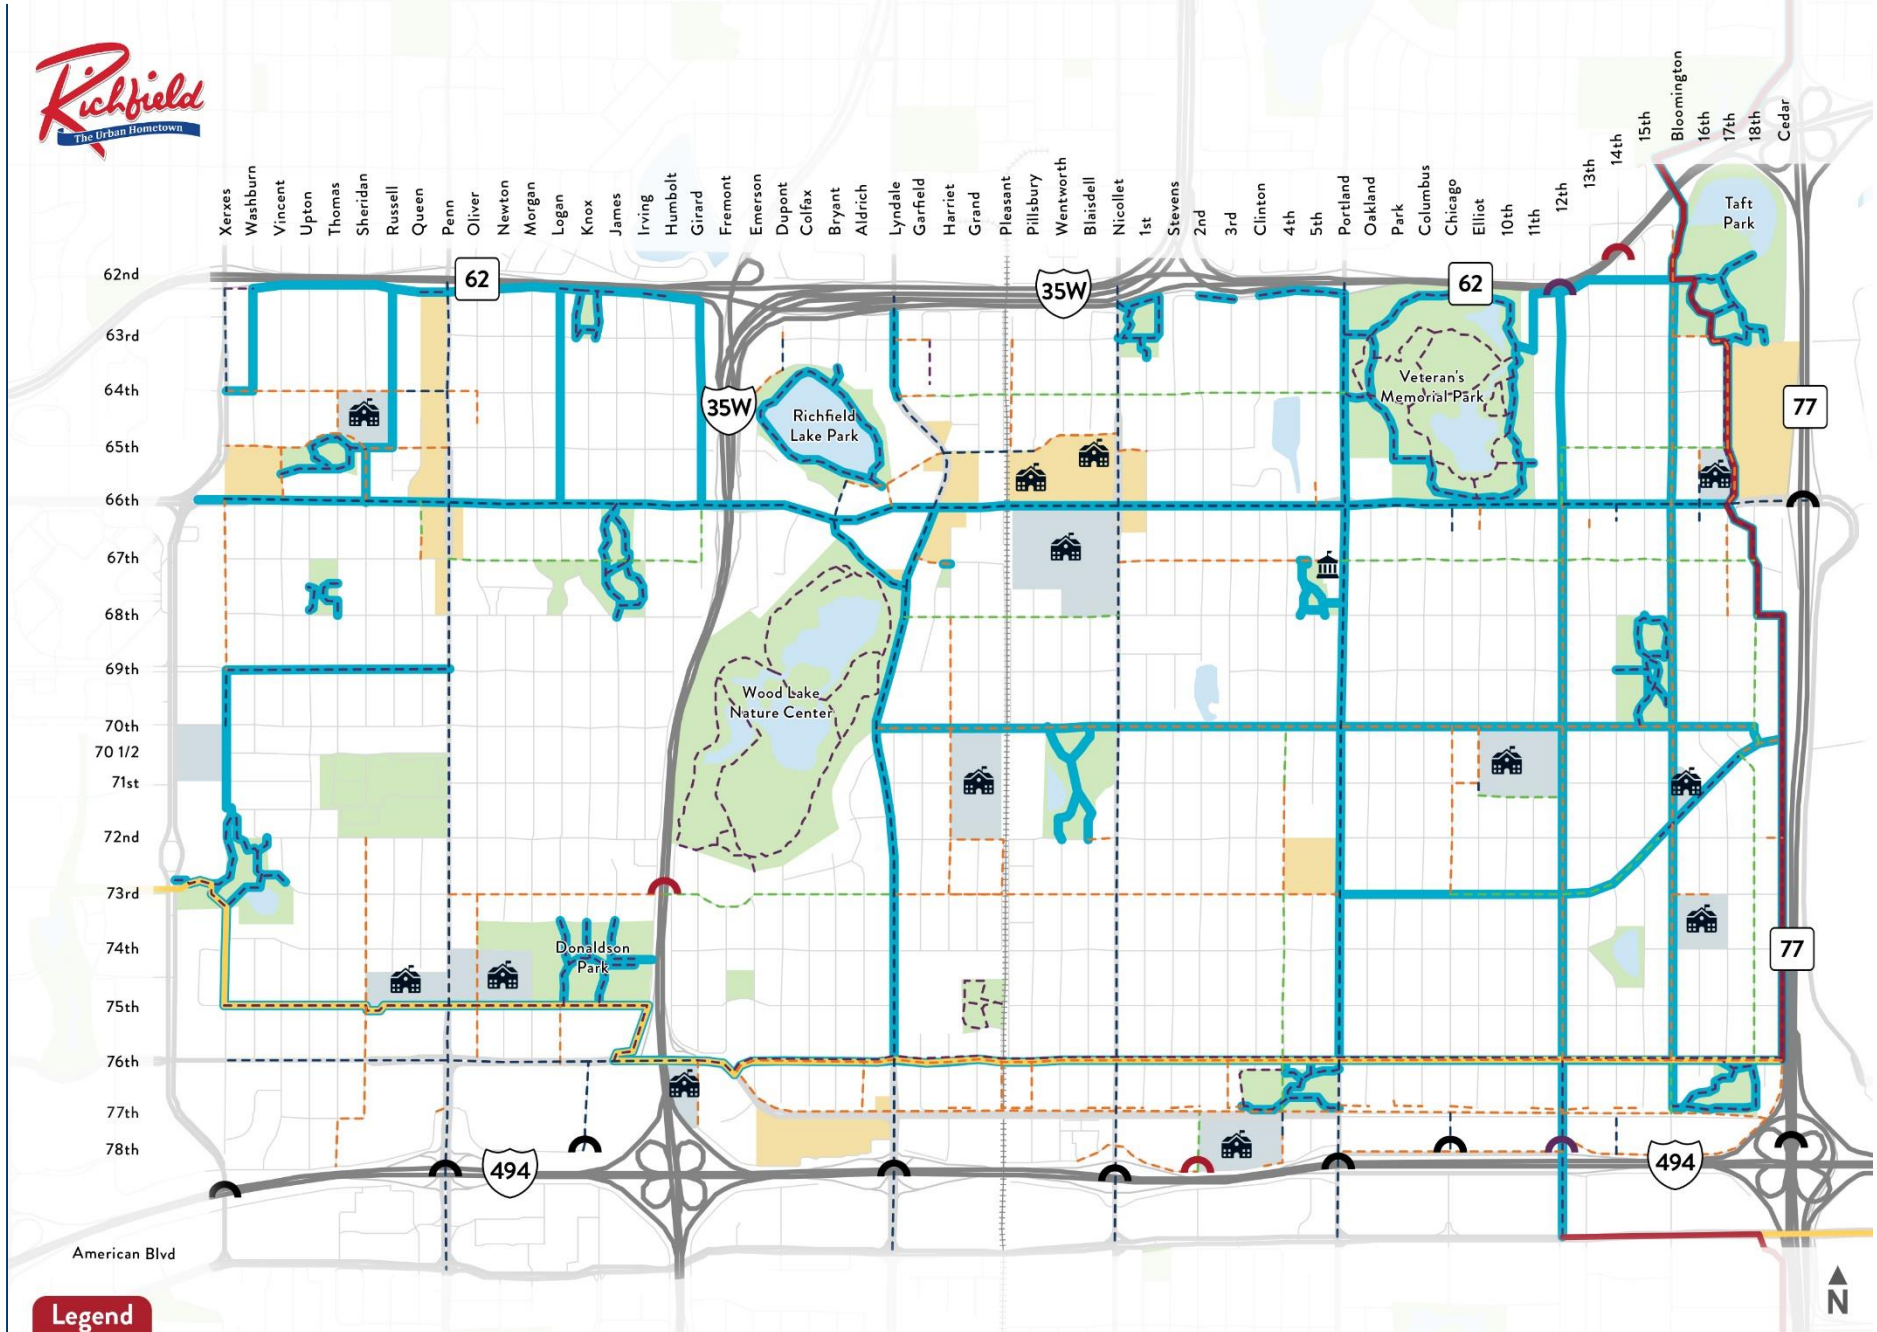 Richfield
The Urban Hometown
Xerxes
Washburn
Vincent
Upton
Thomas
Sheridan
Russell
Queen
Penn
Oliver
Newton
Morgan
Logan
Knox
James
Irving
Humbolt
Girard
Fremont
Emerson
Dupont
Colfax
Bryant
Aldrich
Lyndale
Garfield
Harriet
Grand
Pleasant
Pillsbury
Wentworth
Blaisdell
Nicollet
1st
Stevens
2nd
3rd
Clinton
4th
5th
Portland
Oakland
Park
Columbus
Chicago
Elliot
10th
11th
12th
13th
14th
15th
Bloomington
16th
17th
18th
Cedar
62nd
63rd
64th
65th
66th
67th
68th
69th
70th
70 1/2
71st
72nd
73rd
74th
75th
76th
77th
78th
American Blvd
62
35W
62
35W
77
77
494
494
Taft
Park
Veteran's
Memorial Park
Richfield
Lake Park
Wood Lake
Nature Center
Donaldson
Park
N
Legend